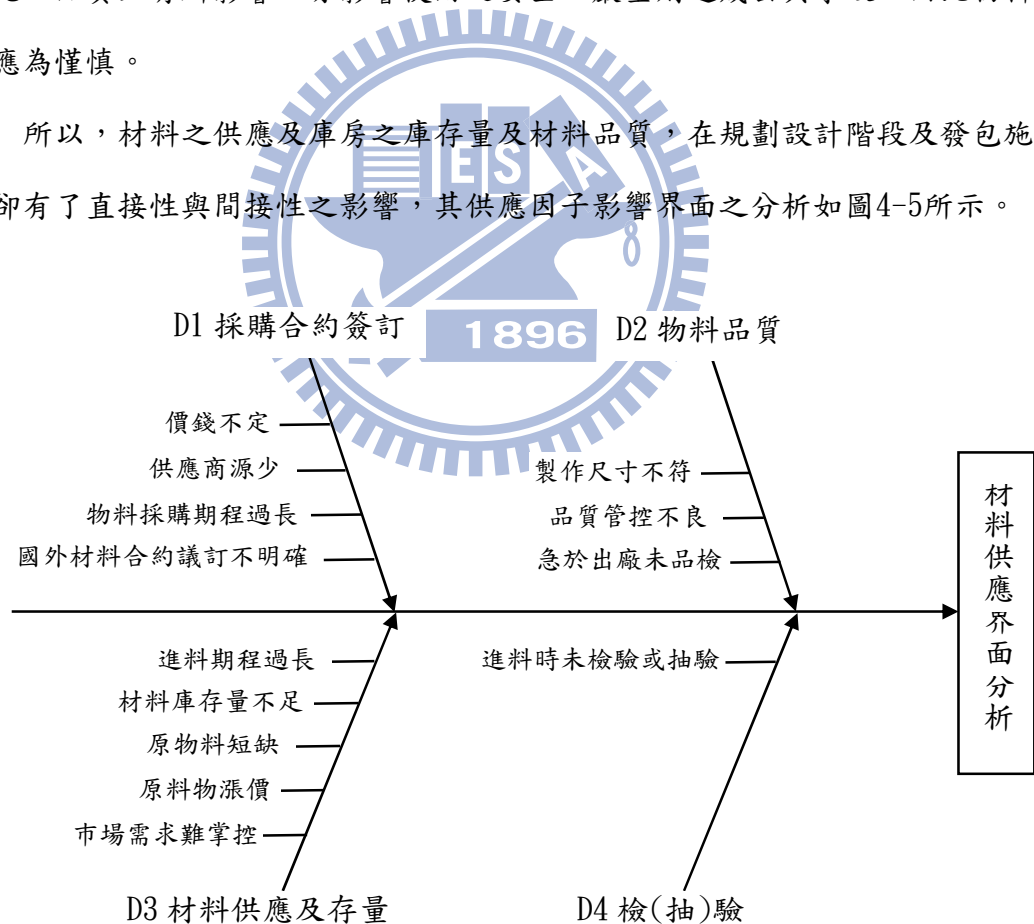 應為慬慎。
所以，材料之供應及庫房之庫存量及材料品質，在規劃設計階段及發包施
卻有了直接性與間接性之影響，其供應因子影響界面之分析如圖4-5所示。
ESA
8
1896
D1 採購合約簽訂
D2 物料品質
價錢不定
供應商源少
物料採購期程過長
國外材料合約議訂不明確
製作尺寸不符
品質管控不良
急於出廠未品檢
材料供應界面分析
進料期程過長
材料庫存量不足
原物料短缺
原料物漲價
市場需求難掌控
進料時未檢驗或抽驗
D3 材料供應及存量
D4 檢(抽)驗